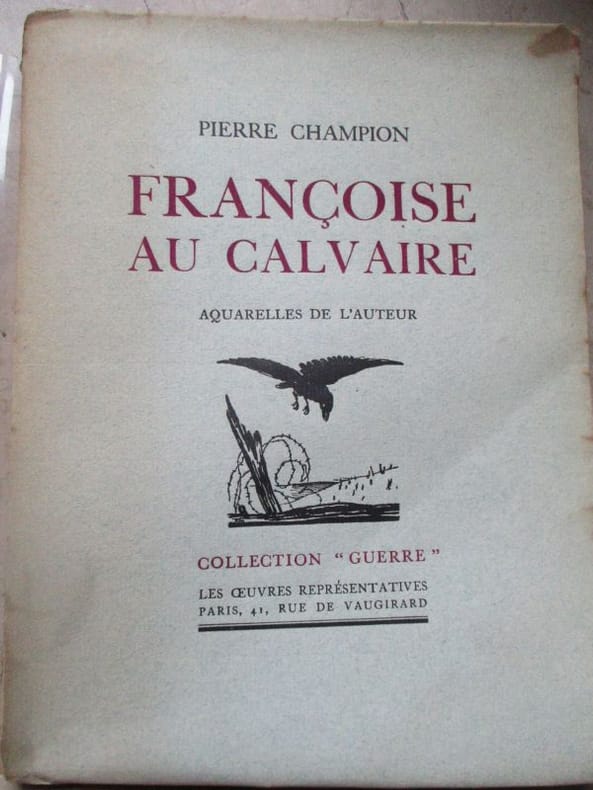 PIERRE CHAMPION
FRANÇOISE
AU CALVAIRE
AQUARELLES DE L'AUTEUR
COLLECTION “GUERRE”
LES ŒUVRES REPRÉSENTATIVES
PARIS, 41, RUE DE VAUGIRARD